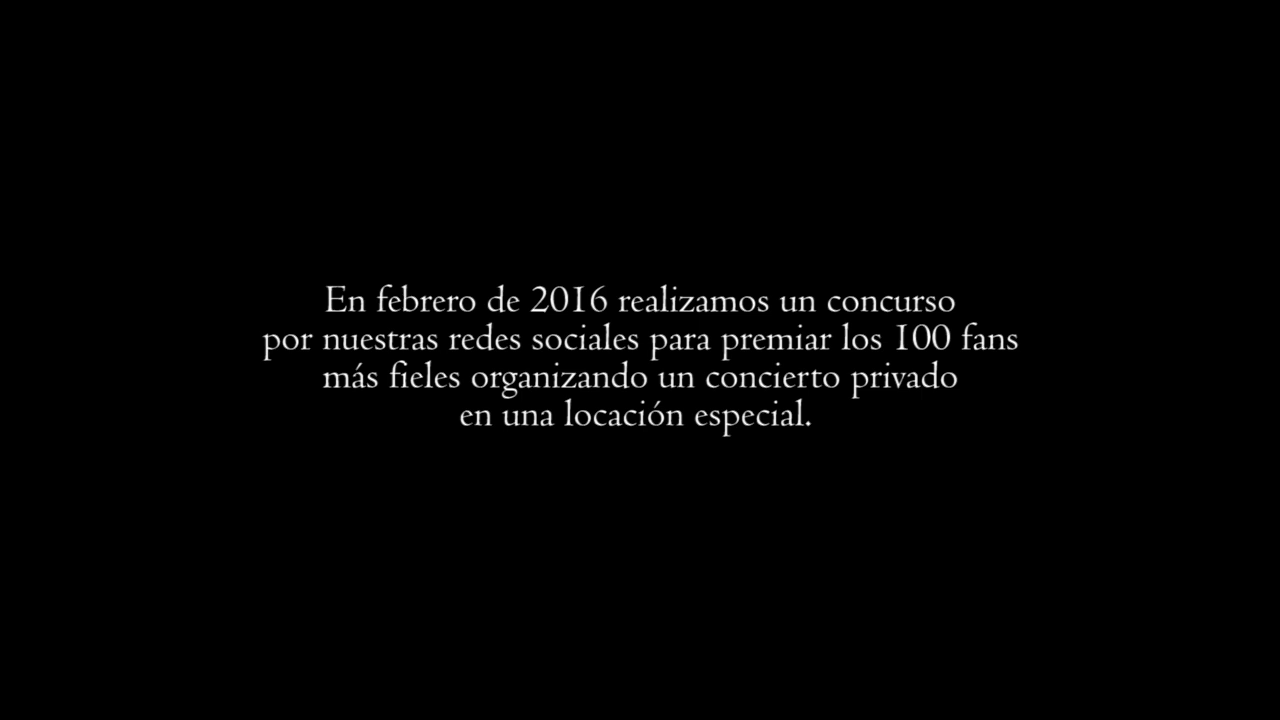 En febrero de 2016 realizamos un concurso
por nuestras redes sociales para premiar los 100 fans
más fieles organizando un concierto privado
en una locación especial.